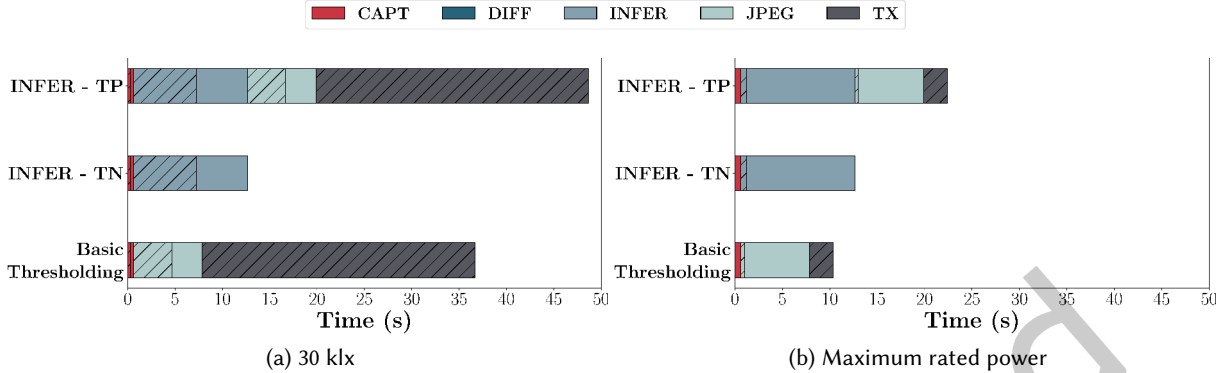 CAPT DIFF INFER JPEG TX
INFER - TP
INFER - TN
Basic
Thresholding
0 5 10 15 20 25 30 35 40 45 50
Time (s)
(a) 30 klx
INFER - TP
INFER - TN
Basic
Thresholding
0 5 10 15 20 25 30 35 40 45 50
Time (s)
(b) Maximum rated power